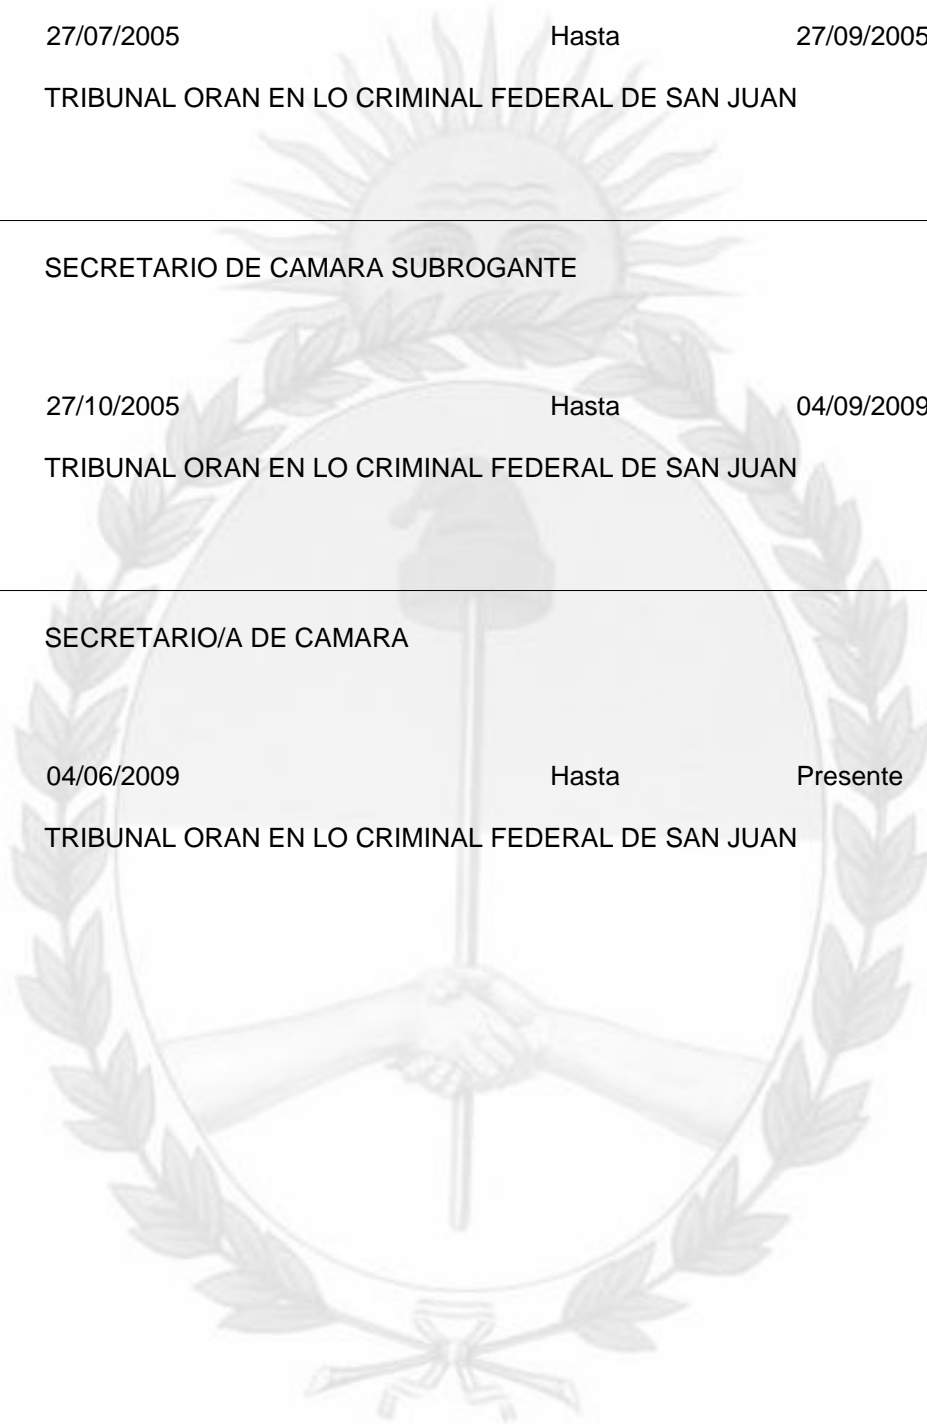 27/07/2005 Hasta 27/09/2005
TRIBUNAL ORAN EN LO CRIMINAL FEDERAL DE SAN JUAN
SECRETARIO DE CAMARA SUBROGANTE
27/10/2005 Hasta 04/09/2009
TRIBUNAL ORAN EN LO CRIMINAL FEDERAL DE SAN JUAN
SECRETARIO/A DE CAMARA
04/06/2009 Hasta Presente
TRIBUNAL ORAN EN LO CRIMINAL FEDERAL DE SAN JUAN